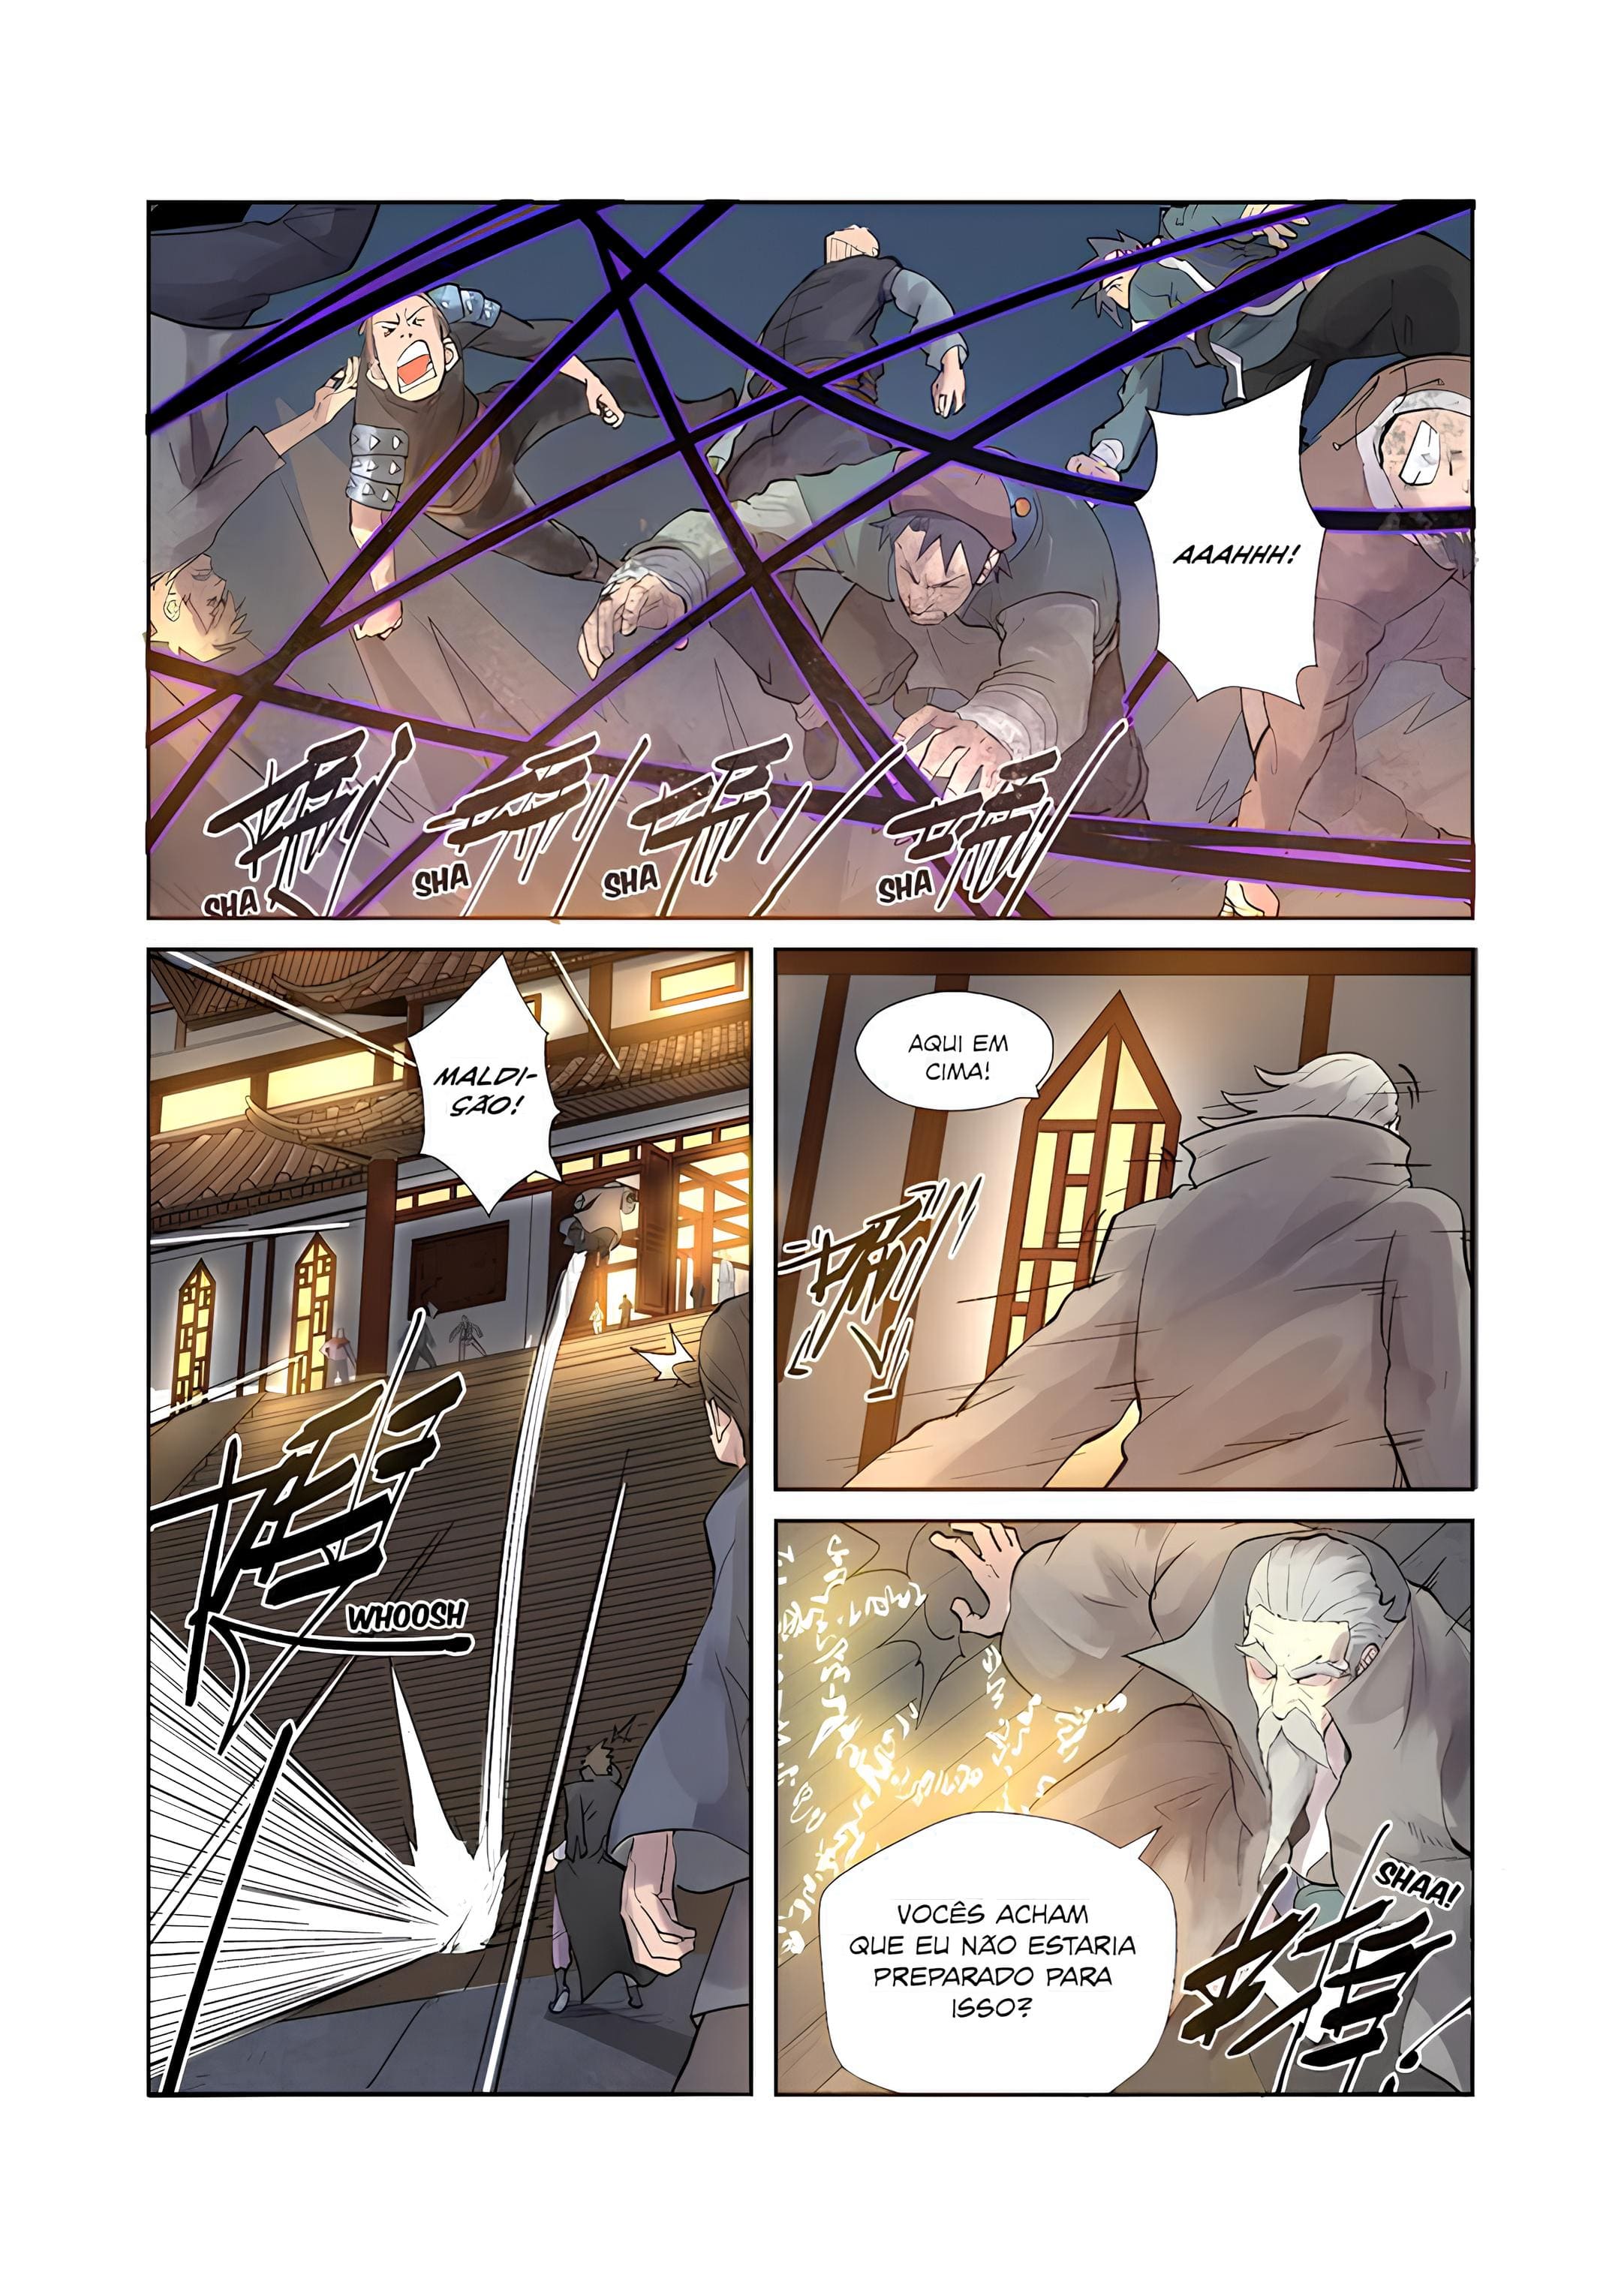 AAAHHH!
SHA
SHA
SHA
SHA
MALDI-
ÇÃO!
WHOOSH
AQUI EM
CIMA!
SHAA!
VOCÊS ACHAM
QUE EU NÃO ESTARIA
PREPARADO PARA
ISSO?